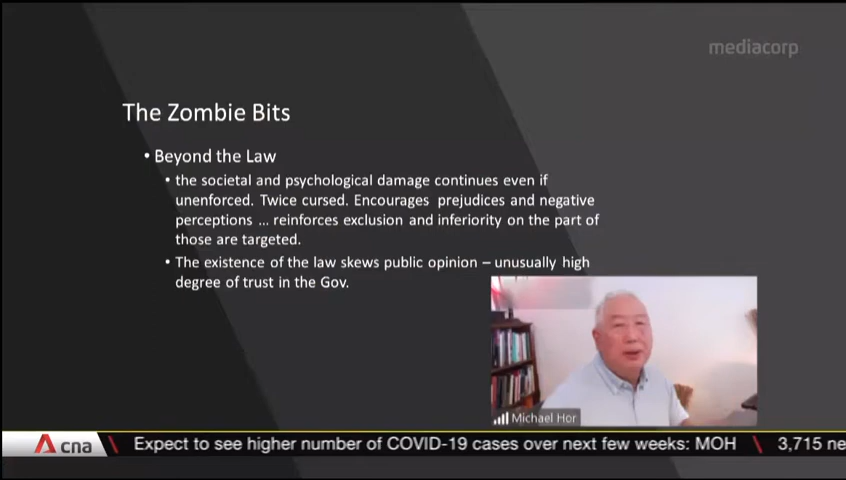 mediacorp
The Zombie Bits
• Beyond the Law
• the societal and psychological damage continues even if
unenforced. Twice cursed. Encourages prejudices and negative
perceptions ... reinforces exclusion and inferiority on the part of
those are targeted.
• The existence of the law skews public opinion – unusually high
degree of trust in the Gov.
Michael Hor
cna \ Expect to see higher number of COVID-19 cases over next few weeks: MOH \ 3,715 ne